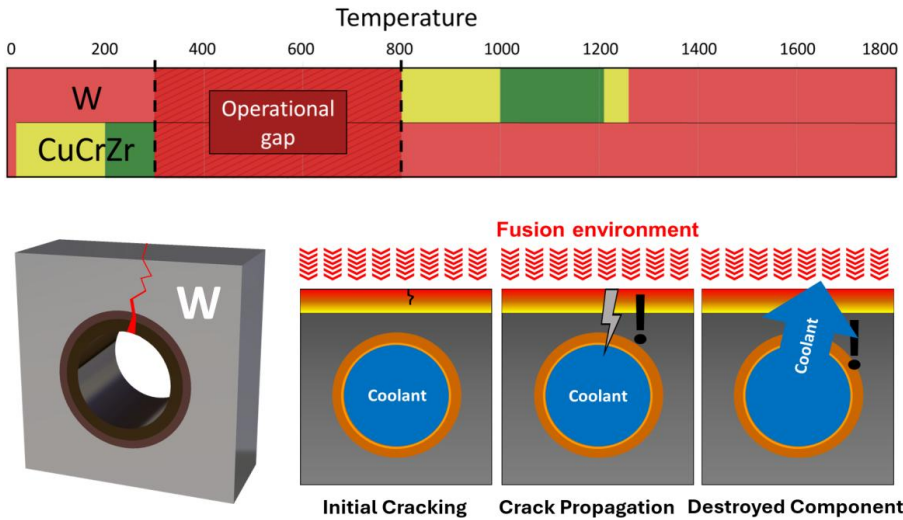 Temperature
0 200 400 600 800 1000 1200 1400 1600 1800
W
Operational
gap
CuCrZr
W
Fusion environment
!
!
Coolant
Coolant
Coolant
Initial Cracking
Crack Propagation
Destroyed Component